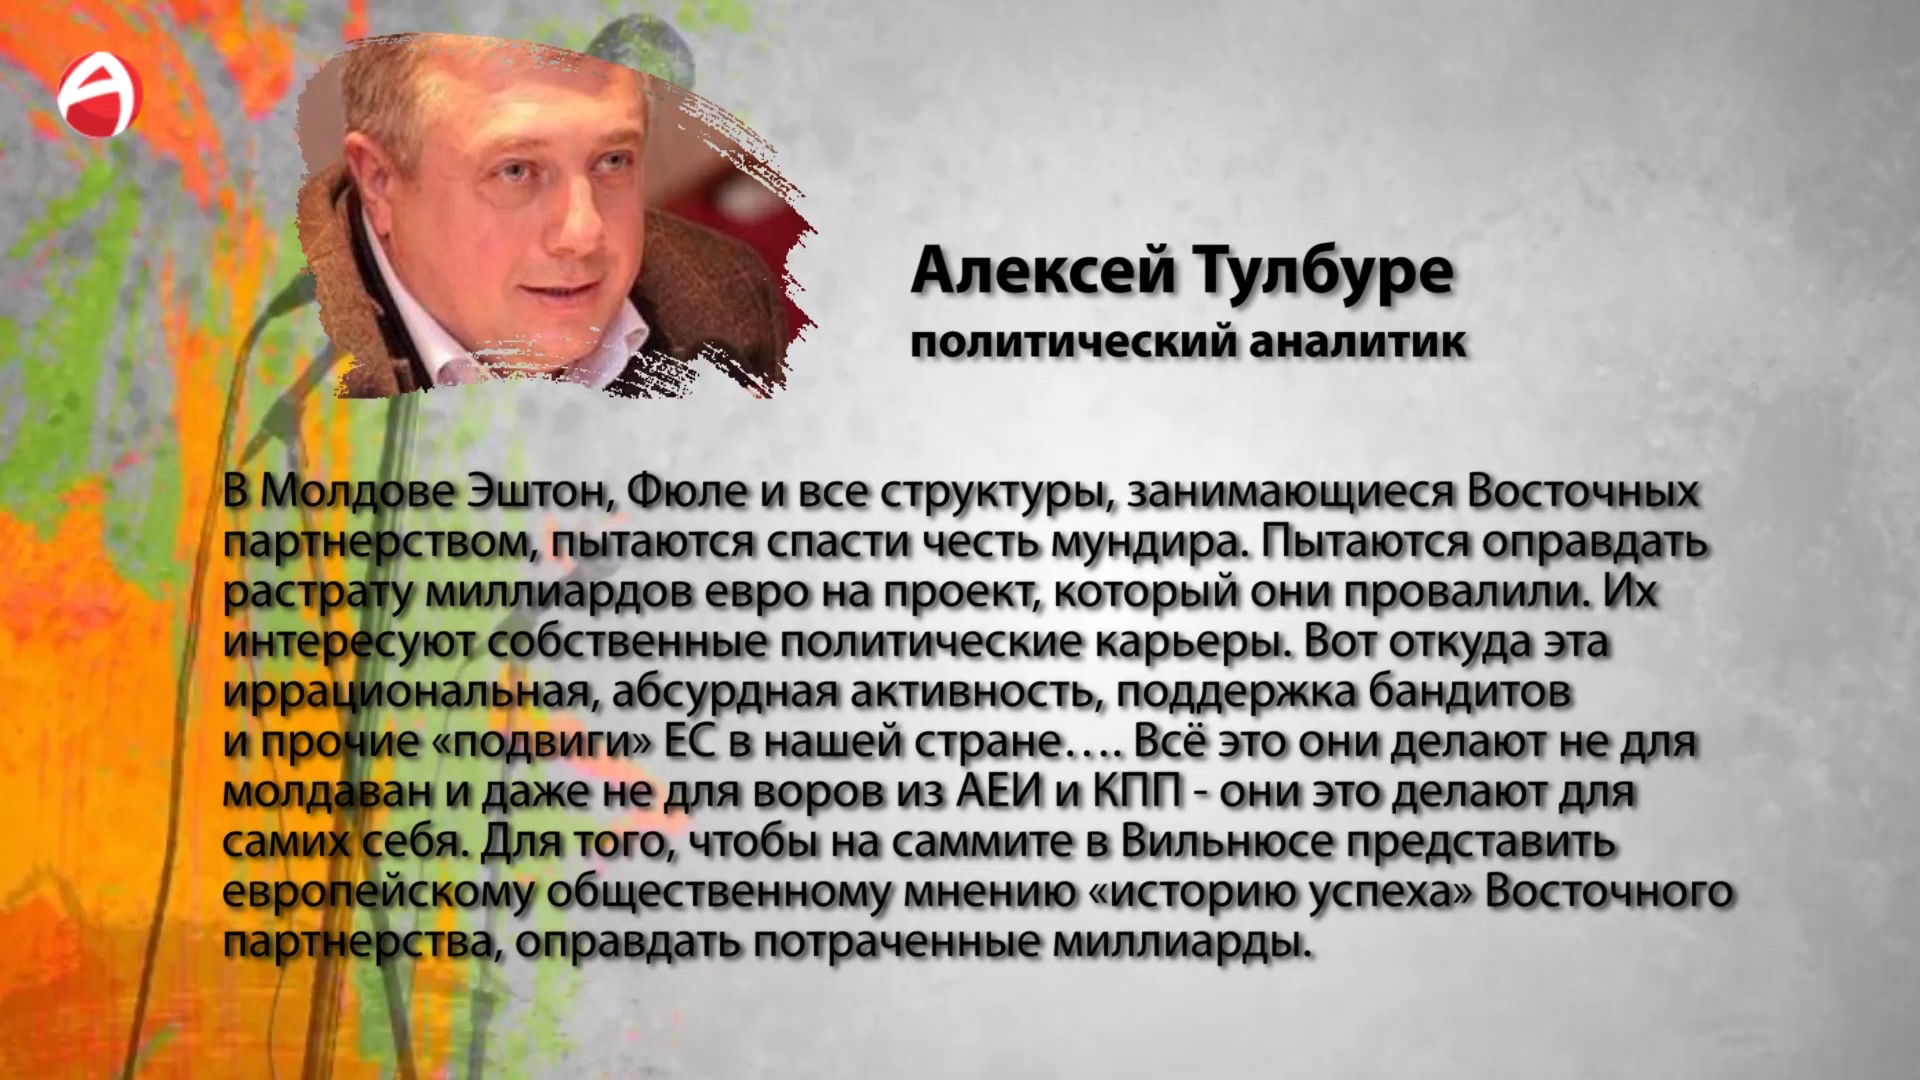 Алексей Тулбуре
политический аналитик
В Молдове Эштон, Фюле и все структуры, занимающиеся Восточных
партнерством, пытаются спасти честь мундира. Пытаются оправдать
растрату миллиардов евро на проект, который они провалили. Их
интересуют собственные политические карьеры. Вот откуда эта
иррациональная, абсурдная активность, поддержка бандитов
и прочие «подвиги» ЕС в нашей стране…. Всё это они делают не для
молдаван и даже не для воров из АЕИ и КПП - они это делают для
самих себя. Для того, чтобы на саммите в Вильнюсе представить
европейскому общественному мнению «историю успеха» Восточного
партнерства, оправдать потраченные миллиарды.